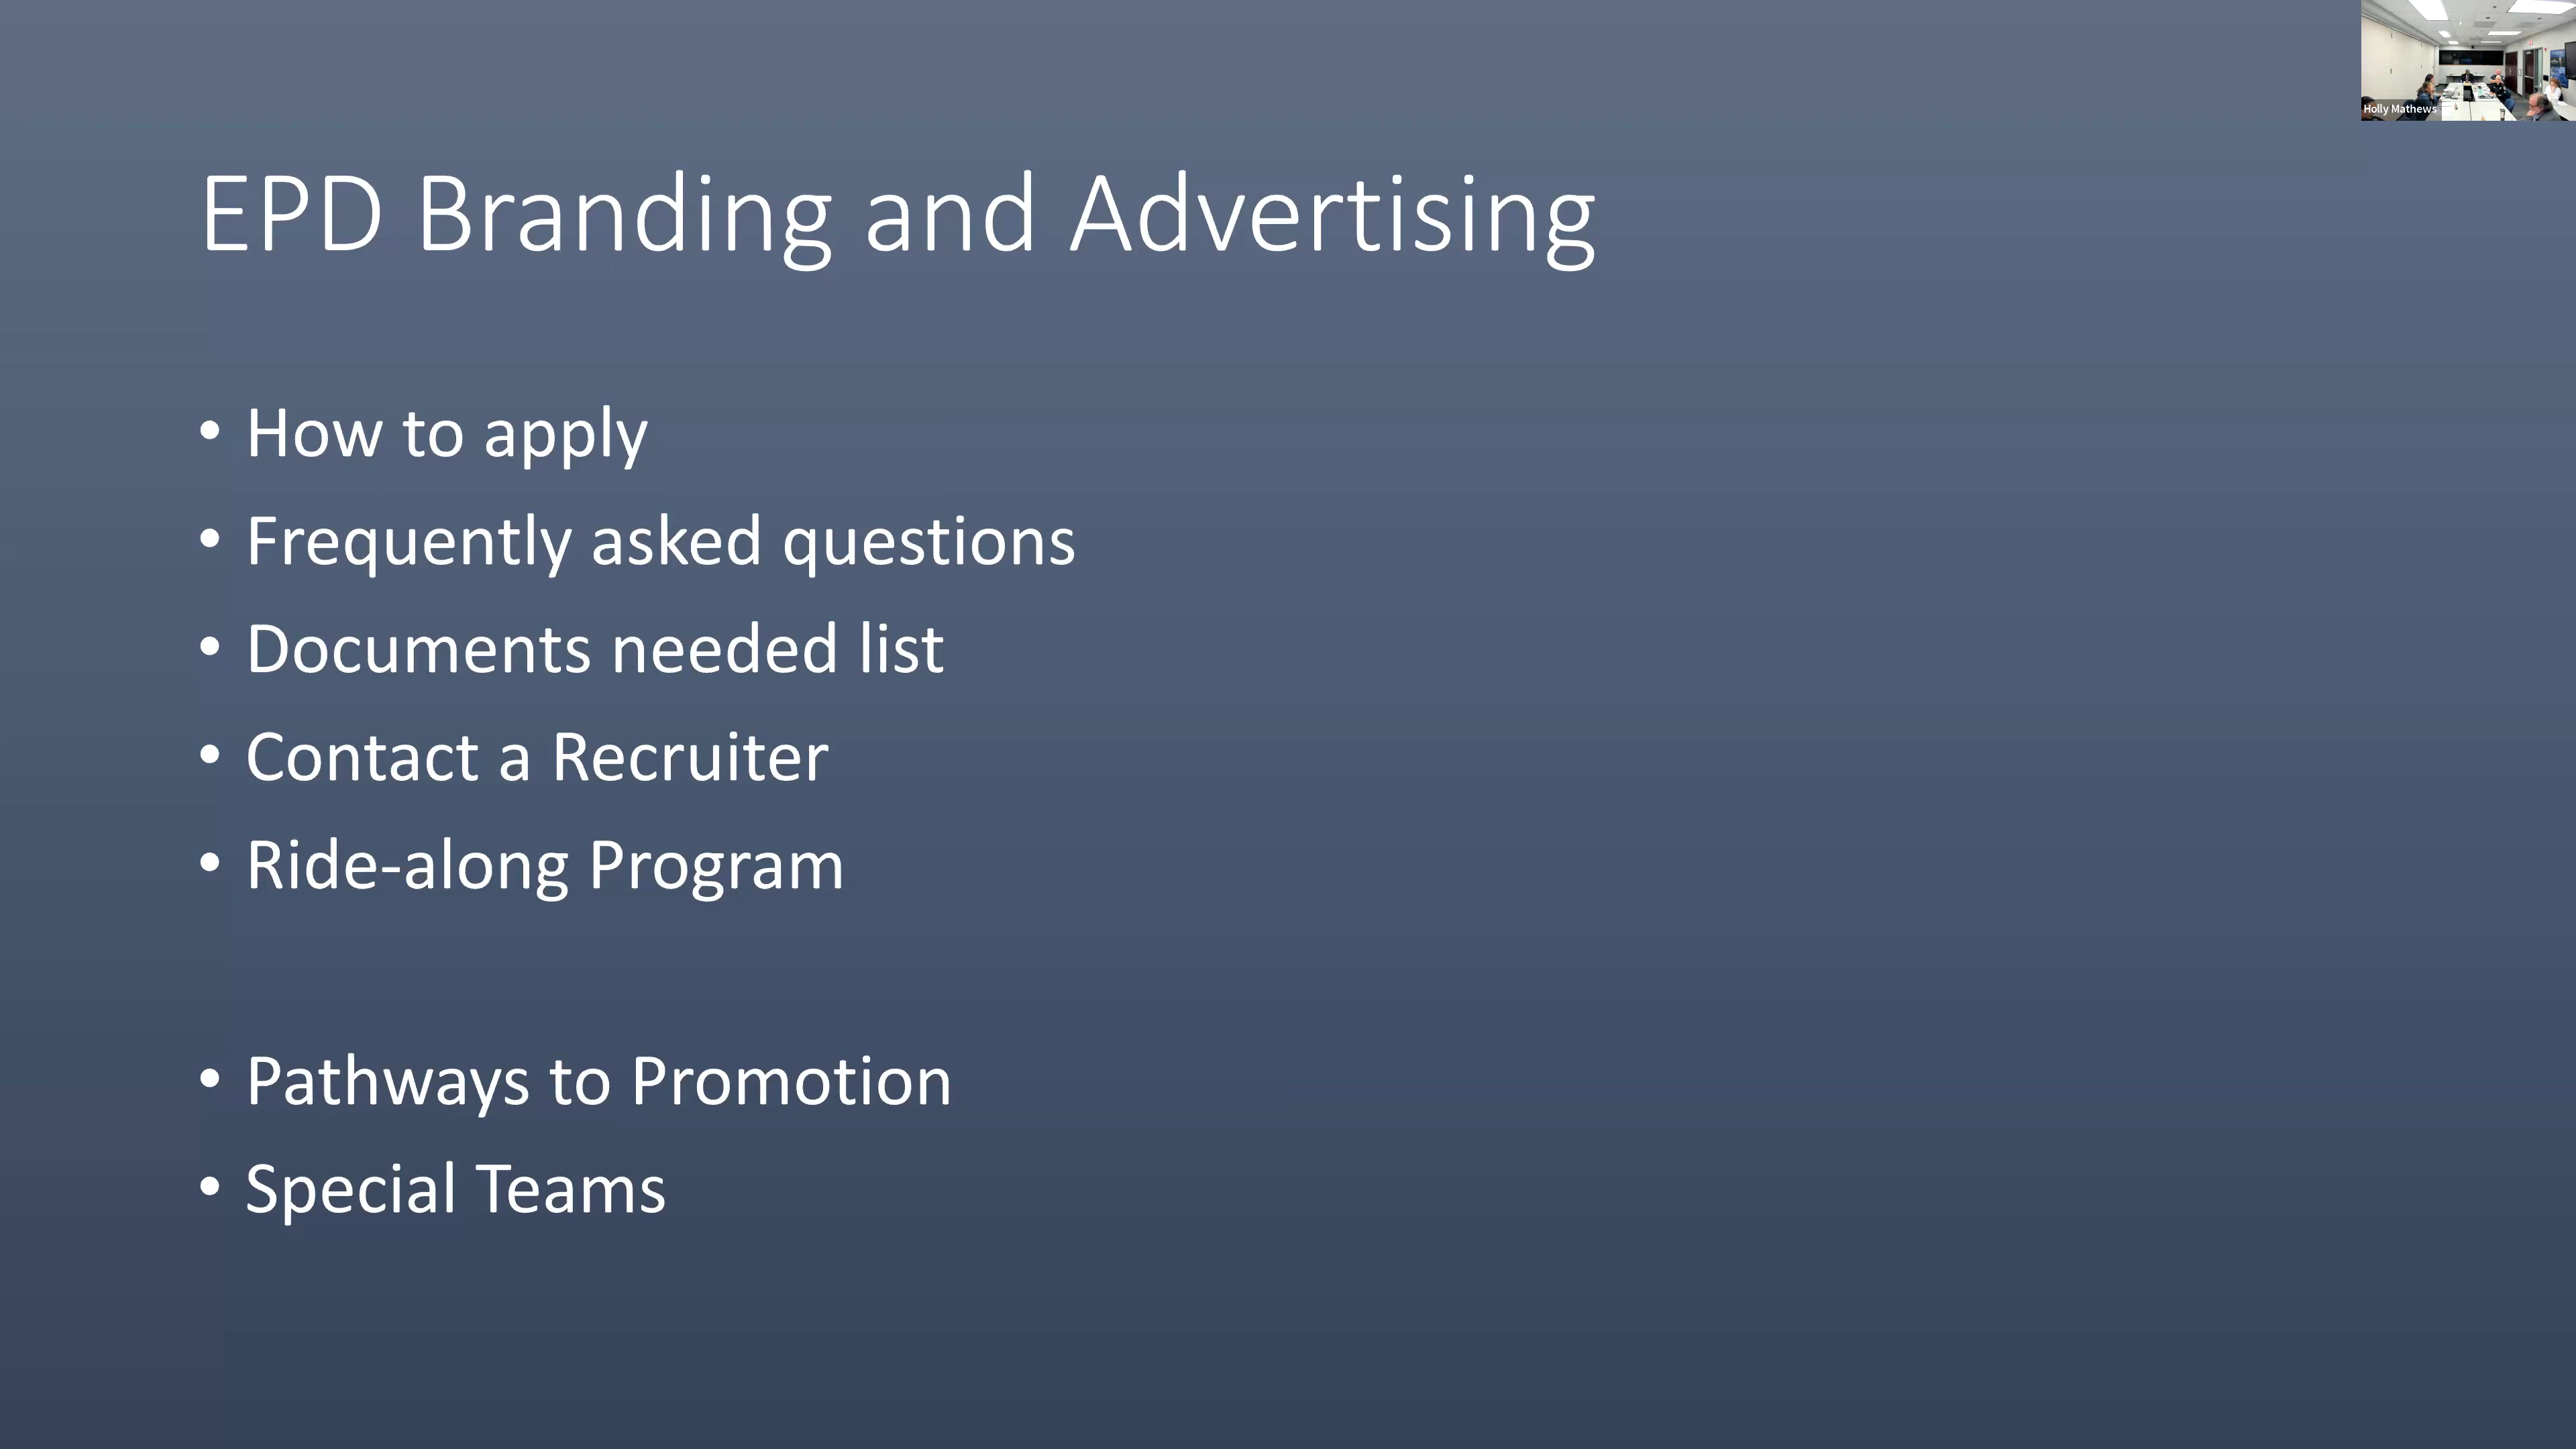 Holly Mathews
EPD Branding and Advertising
• How to apply
• Frequently asked questions
• Documents needed list
• Contact a Recruiter
• Ride-along Program
• Pathways to Promotion
• Special Teams